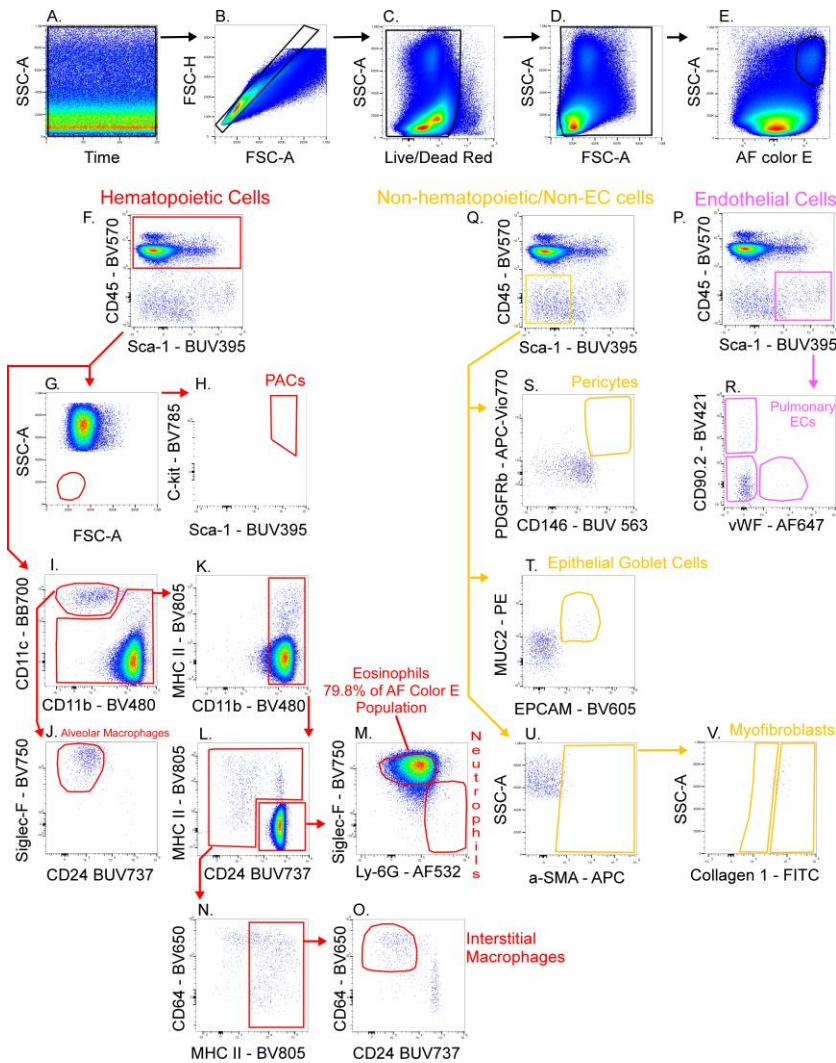 A.
B.
C.
D.
E.
SSC-A
FSC-H
SSC-A
SSC-A
SSC-A
Time
FSC-A
Live/Dead Red
FSC-A
AF color E
Hematopoietic Cells
Non-hematopoietic/Non-EC cells
Endothelial Cells
F.
Q.
P.
CD45 - BV570
CD45 - BV570
CD45 - BV570
Sca-1 - BUV395
Sca-1 - BUV395
Sca-1 - BUV395
G.
H.
PACs
S.
Pericytes
R.
Pulmonary
ECs
SSC-A
C-kit - BV785
PDGFRb - APC-Vio770
CD90.2 - BV421
FSC-A
Sca-1 - BUV395
CD146 - BUV 563
vWF - AF647
I.
K.
T.
Epithelial Goblet Cells
CD11c - BB700
MHC II - BV805
MUC2 - PE
CD11b - BV480
CD11b - BV480
EPCAM - BV605
Eosinophils
79.8% of AF Color E
Population
J.
Alveolar Macrophages
L.
M.
Neutrophils
U.
V.
Myofibroblasts
Siglec-F - BV750
MHC II - BV805
Siglec-F - BV750
SSC-A
SSC-A
CD24 BUV737
CD24 BUV737
Ly-6G - AF532
a-SMA - APC
Collagen 1 - FITC
N.
O.
CD64 - BV650
CD64 - BV650
Interstitial
Macrophages
MHC II - BV805
CD24 BUV737